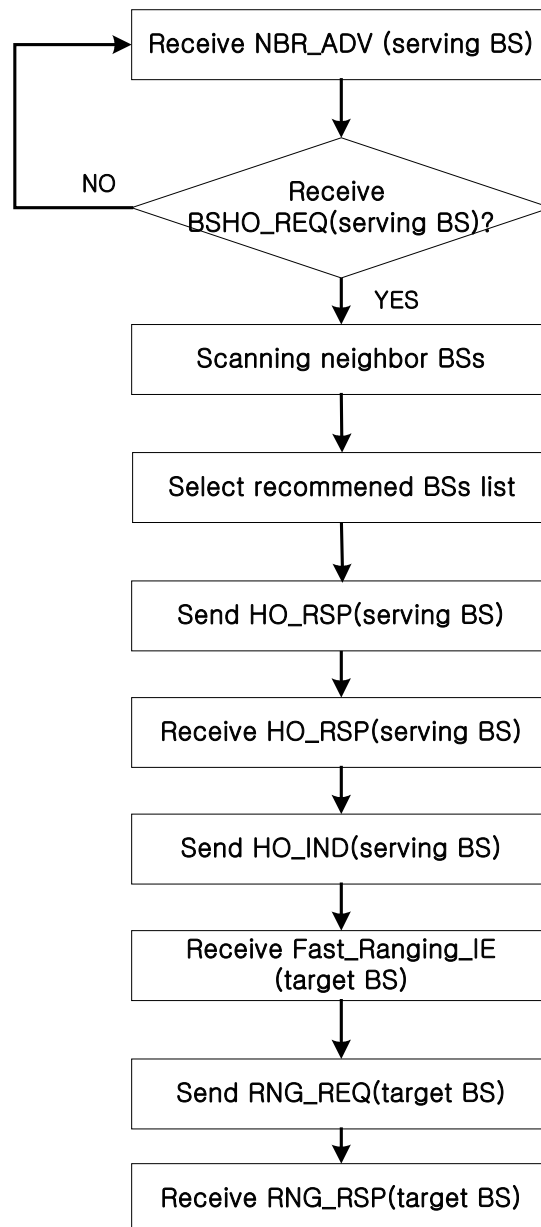 Receive NBR_ADV (serving BS)
NO
Receive
BSHO_REQ(serving BS)?
YES
Scanning neighbor BSs
Select recommened BSs list
Send HO_RSP(serving BS)
Receive HO_RSP(serving BS)
Send HO_IND(serving BS)
Receive Fast_Ranging_IE
(target BS)
Send RNG_REQ(target BS)
Receive RNG_RSP(target BS)